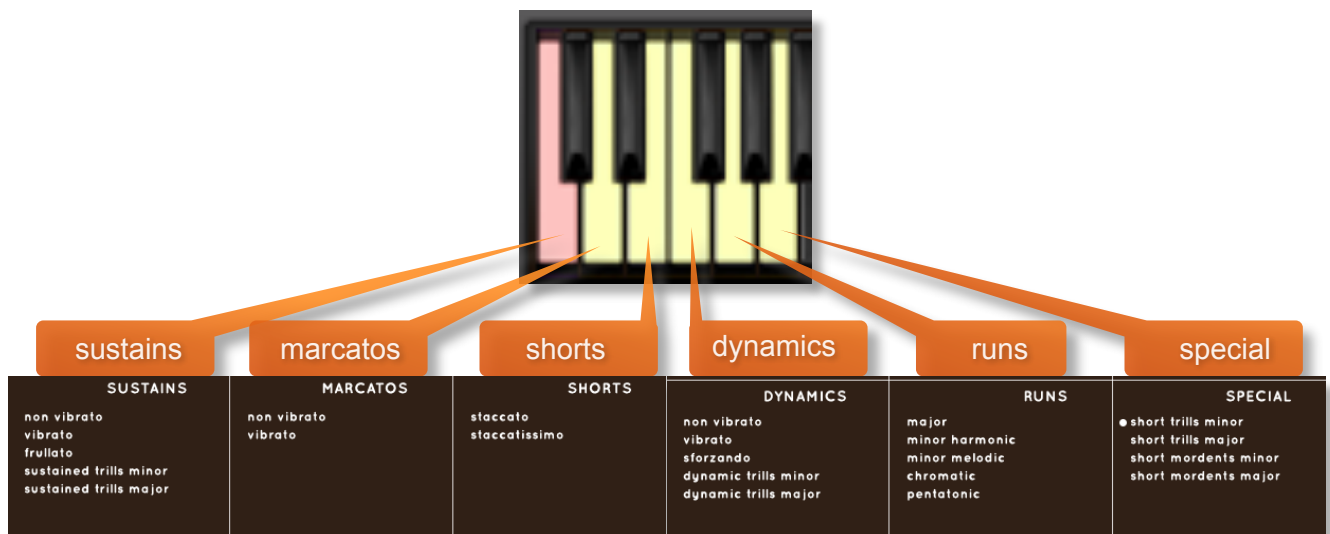 sustains
marcatos
shorts
dynamics
runs
special
SUSTAINS
non vibrato
vibrato
frullato
sustained trills minor
sustained trills major
MARCATOS
non vibrato
vibrato
SHORTS
staccato
staccatissimo
DYNAMICS
non vibrato
vibrato
sforzando
dynamic trills minor
dynamic trills major
RUNS
major
minor harmonic
minor melodic
chromatic
pentatonic
SPECIAL
short trills minor
short trills major
short mordents minor
short mordents major